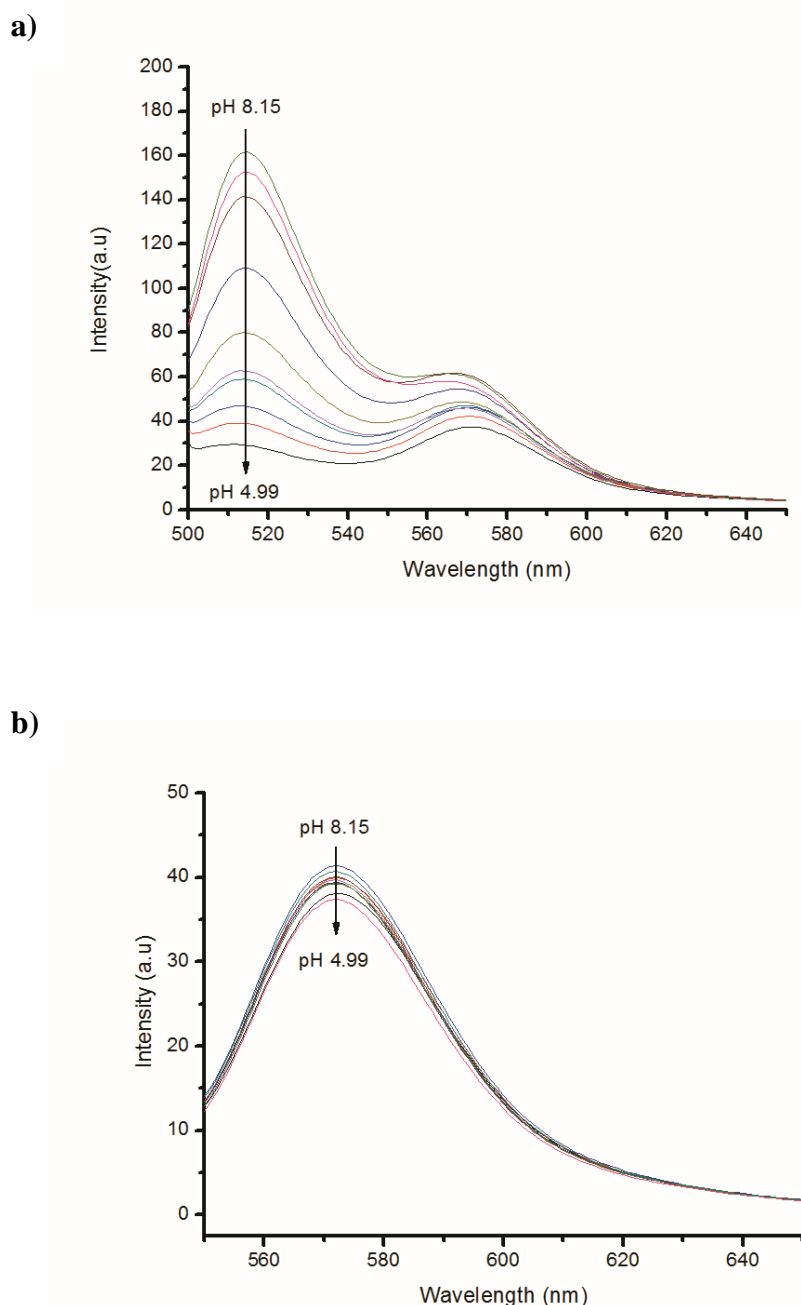 a)
200
180
160
140
120
100
80
60
40
20
0
pH 8.15
pH 4.99
500 520 540 560 580 600 620 640
Intensity(a.u)
Wavelength (nm)
b)
50
40
30
20
10
0
pH 8.15
pH 4.99
560 580 600 620 640
Intensity (a.u)
Wavelength (nm)